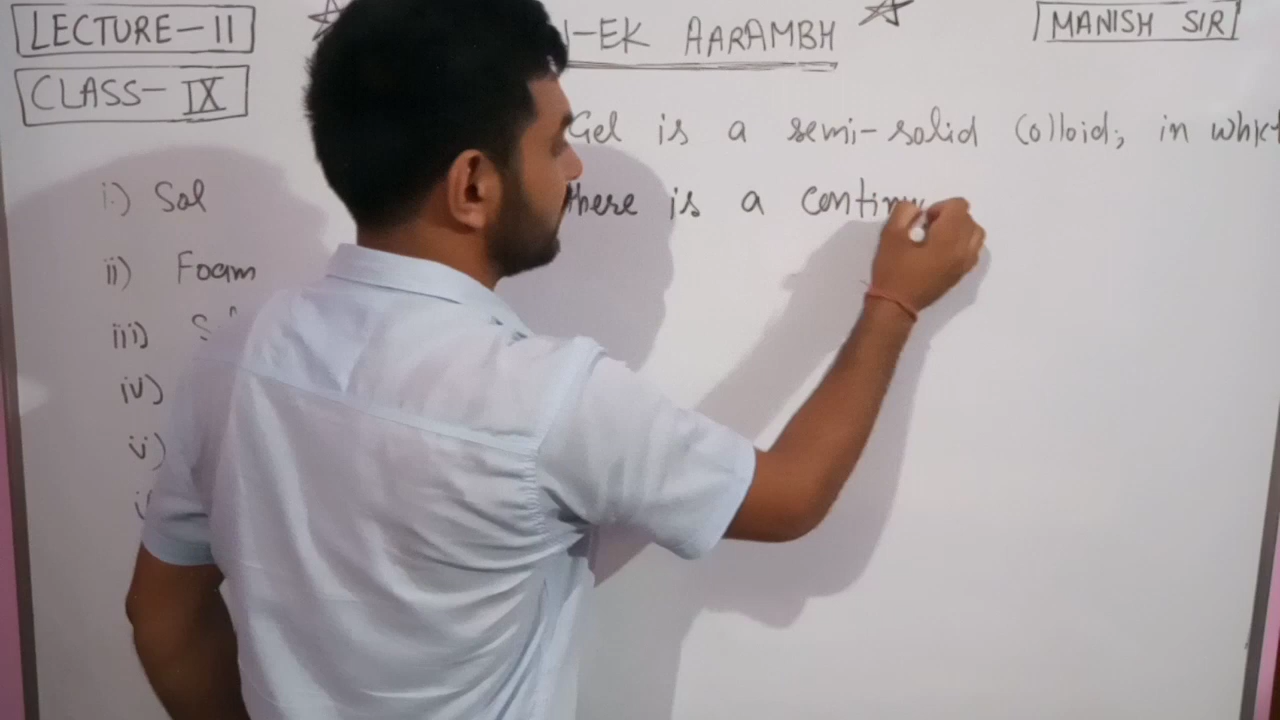 LECTURE-11
CLASS-IX
-EK AARAMBH
MANISH SIR
Gel is a semi-solid Colloid, in which
there is a continu
i.) Sol
ii) Foam
iii)
iv)
v)